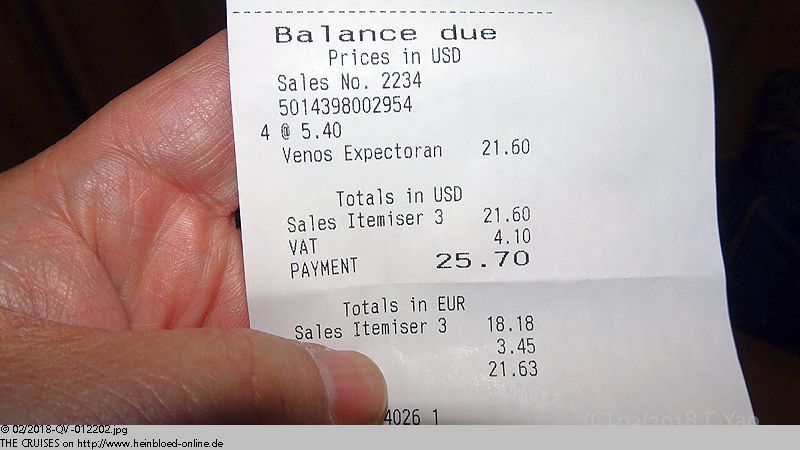 Balance due
Prices in USD
Sales No. 2234
5014398002954
4 @ 5.40
Venos Expectoran 21.60
Totals in USD
Sales Itemiser 3 21.60
VAT 4.10
PAYMENT 25.70
Totals in EUR
Sales Itemiser 3 18.18
3.45
21.63
4026 1
(C) 02/2018 T. Yao
© 02/2018-QV-012202.jpg
THE CRUISES on http://www.heinbloed-online.de